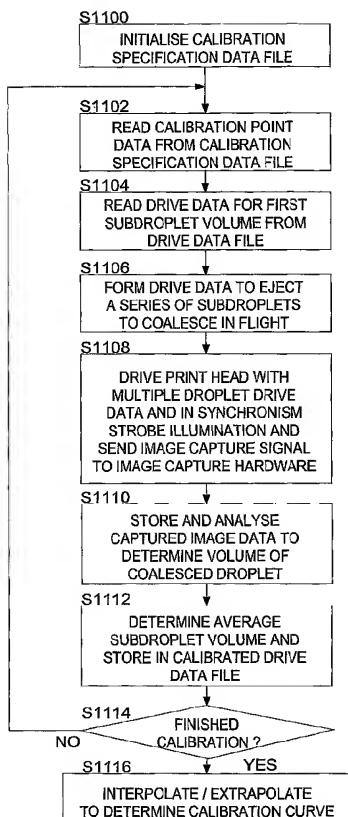 S1100
INITIALISE CALIBRATION
SPECIFICATION DATA FILE
S1102
READ CALIBRATION POINT
DATA FROM CALIBRATION
SPECIFICATION DATA FILE
S1104
READ DRIVE DATA FOR FIRST
SUBDROPLET VOLUME FROM
DRIVE DATA FILE
S1106
FORM DRIVE DATA TO EJECT
A SERIES OF SUBDROPLETS
TO COALESCE IN FLIGHT
S1108
DRIVE PRINT HEAD WITH
MULTIPLE DROPLET DRIVE
DATA AND IN SYNCHRONISM
STROBE ILLUMINATION AND
SEND IMAGE CAPTURE SIGNAL
TO IMAGE CAPTURE HARDWARE
S1110
STORE AND ANALYSE
CAPTURED IMAGE DATA TO
DETERMINE VOLUME OF
COALESCED DROPLET
S1112
DETERMINE AVERAGE
SUBDROPLET VOLUME AND
STORE IN CALIBRATED DRIVE
DATA FILE
S1114
FINISHED
CALIBRATION ?
NO
YES
S1116
INTERPOLATE / EXTRAPOLATE
TO DETERMINE CALIBRATION CURVE